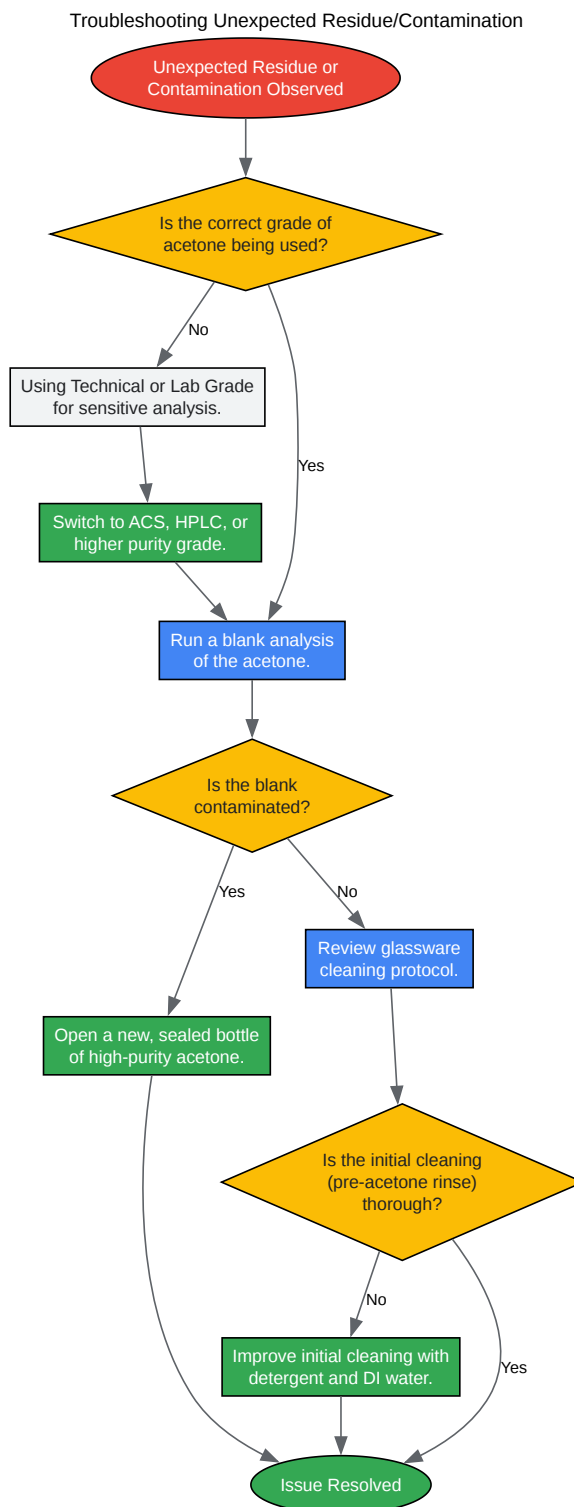 Troubleshooting Unexpected Residue/Contamination
Unexpected Residue or
Contamination Observed
Is the correct grade of
acetone being used?
No
Using Technical or Lab Grade
for sensitive analysis.
Yes
Switch to ACS, HPLC, or
higher purity grade.
Run a blank analysis
of the acetone.
Is the blank
contaminated?
Yes
No
Review glassware
cleaning protocol.
Open a new, sealed bottle
of high-purity acetone.
Is the initial cleaning
(pre-acetone rinse)
thorough?
No
Improve initial cleaning with
detergent and DI water.
Yes
Issue Resolved